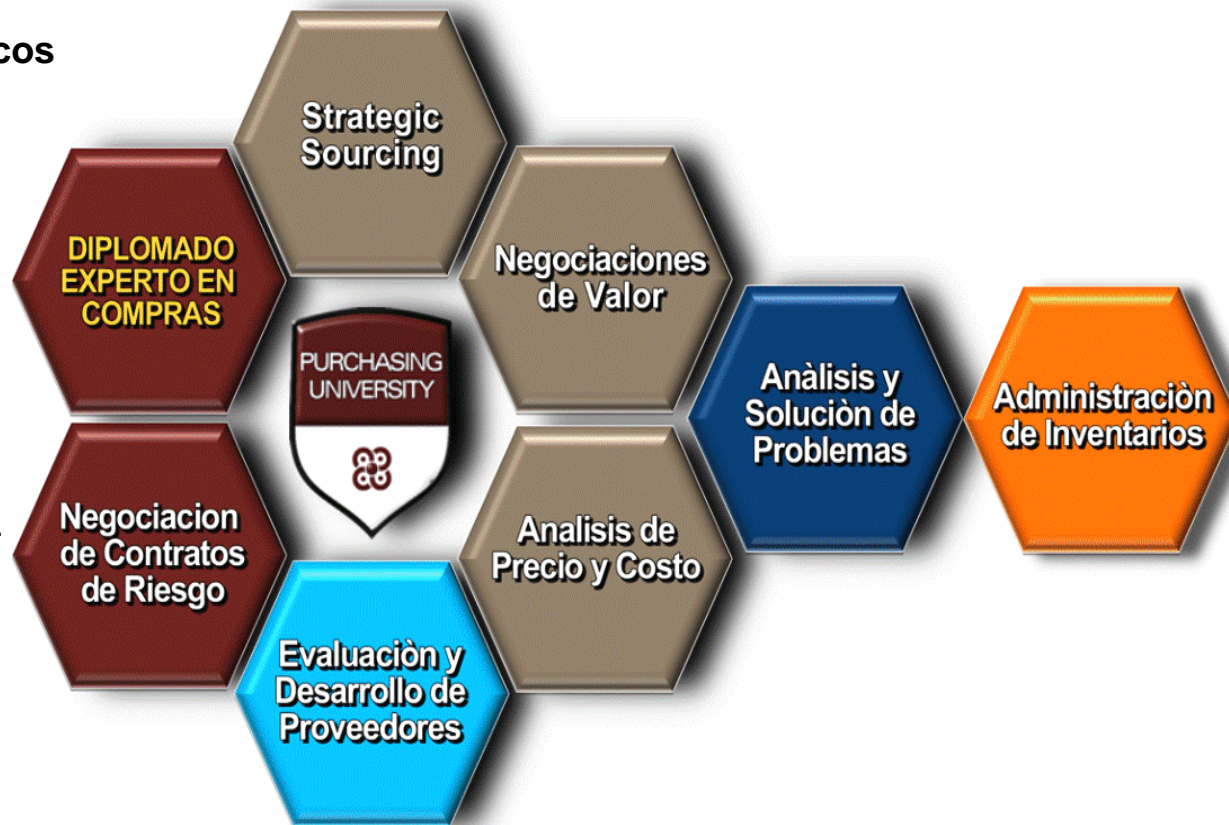 cos
Strategic
Sourcing
DIPLOMADO
EXPERTO EN
COMPRAS
Negociaciones
de Valor
PURCHASING
UNIVERSITY
Anàlisis y
Soluciòn de
Problemas
Administraciòn
de Inventarios
Negociacion
de Contratos
de Riesgo
Analisis de
Precio y Costo
Evaluaciòn y
Desarrollo de
Proveedores